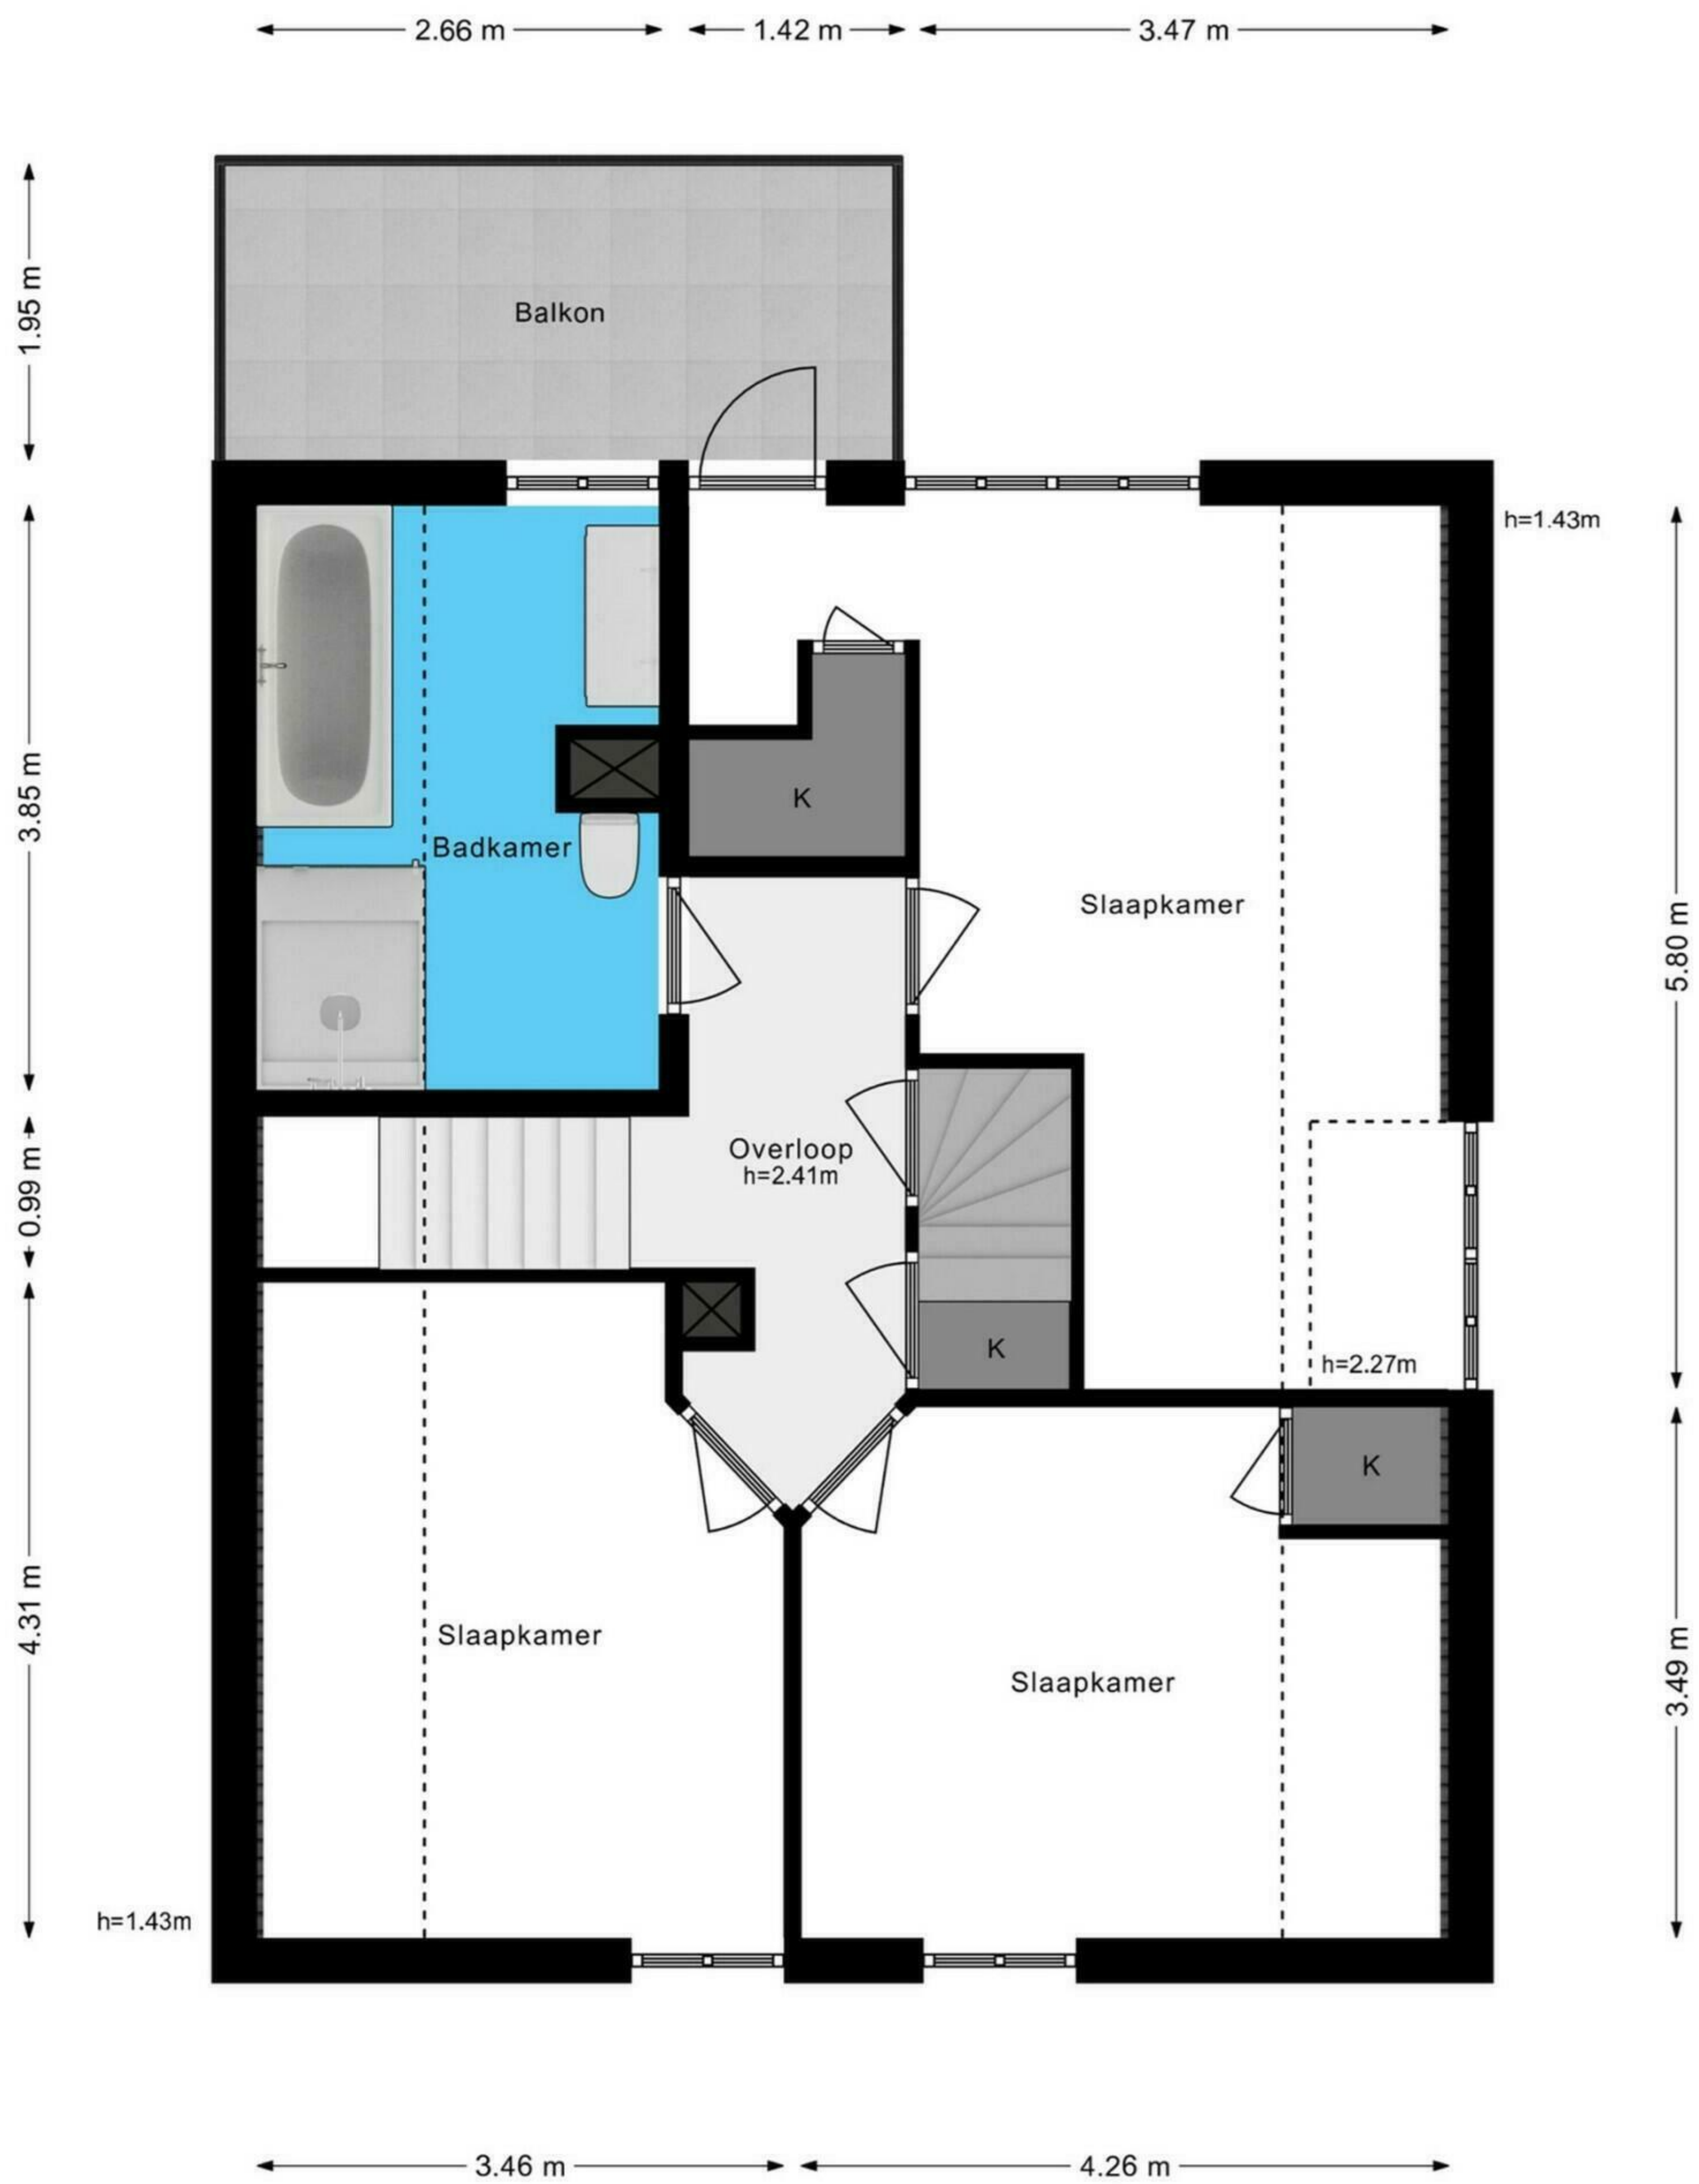 2.66 m
1.42 m
3.47 m
1.95 m
Balkon
h=1.43m
3.85 m
K
Badkamer
Slaapkamer
5.80 m
Overloop
h=2.41m
0.99 m
K
h=2.27m
K
4.31 m
Slaapkamer
Slaapkamer
3.49 m
h=1.43m
3.46 m
4.26 m